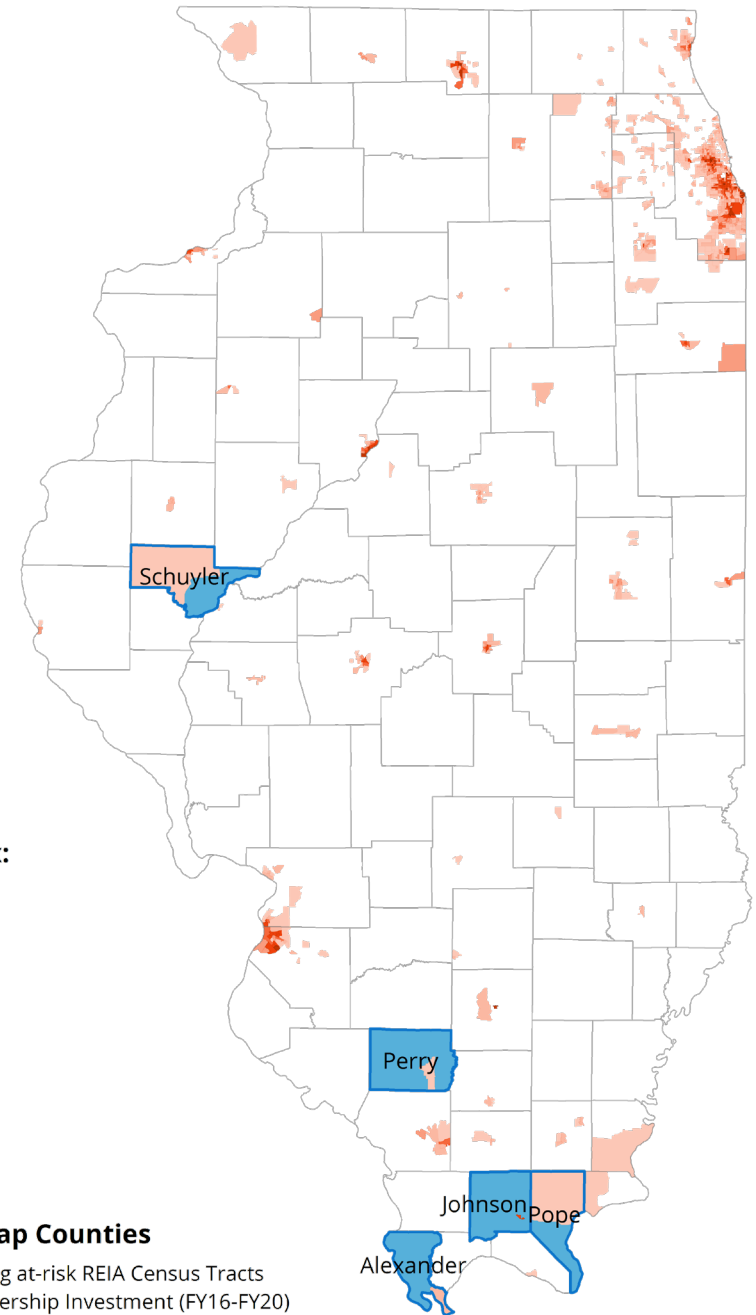 Schuyler
:
Perry
Johnson
Pope
ap Counties
Alexander
g at-risk REIA Census Tracts
ership Investment (FY16-FY20)